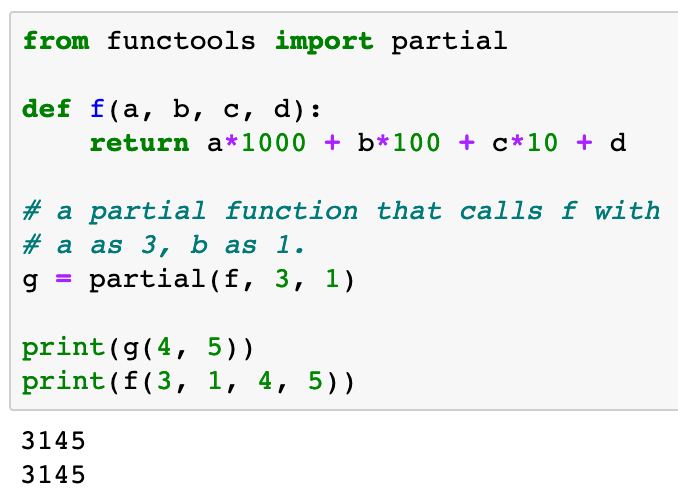 from functools import partial
def f(a, b, c, d):
    return a*1000 + b*100 + c*10 + d
# a partial function that calls f with
# a as 3, b as 1.
g = partial(f, 3, 1)
print(g(4, 5))
print(f(3, 1, 4, 5))
3145
3145